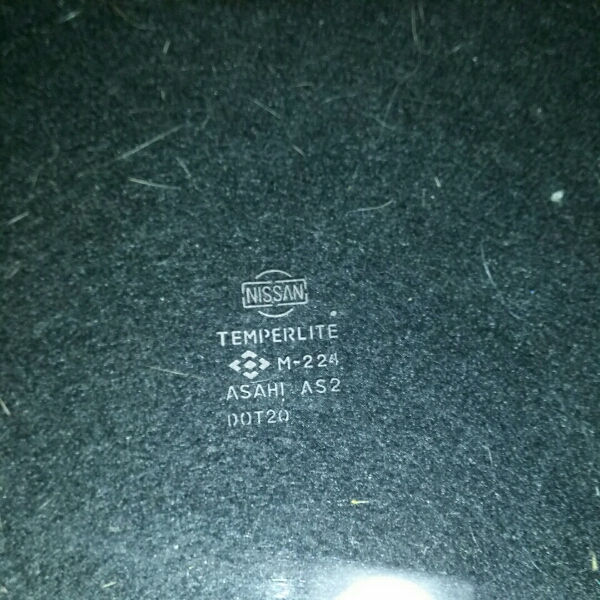 NISSAN
TEMPERLITE
M-224
ASAHI AS2
DOT20